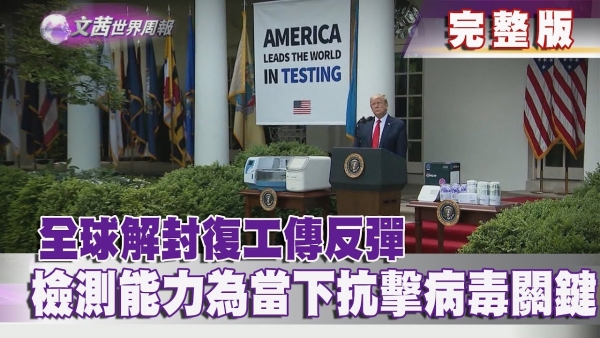 文茜世界周報
完整版
AMERICA
LEADS THE WORLD
IN TESTING
全球解封復工傳反彈
檢測能力為當下抗擊病毒關鍵